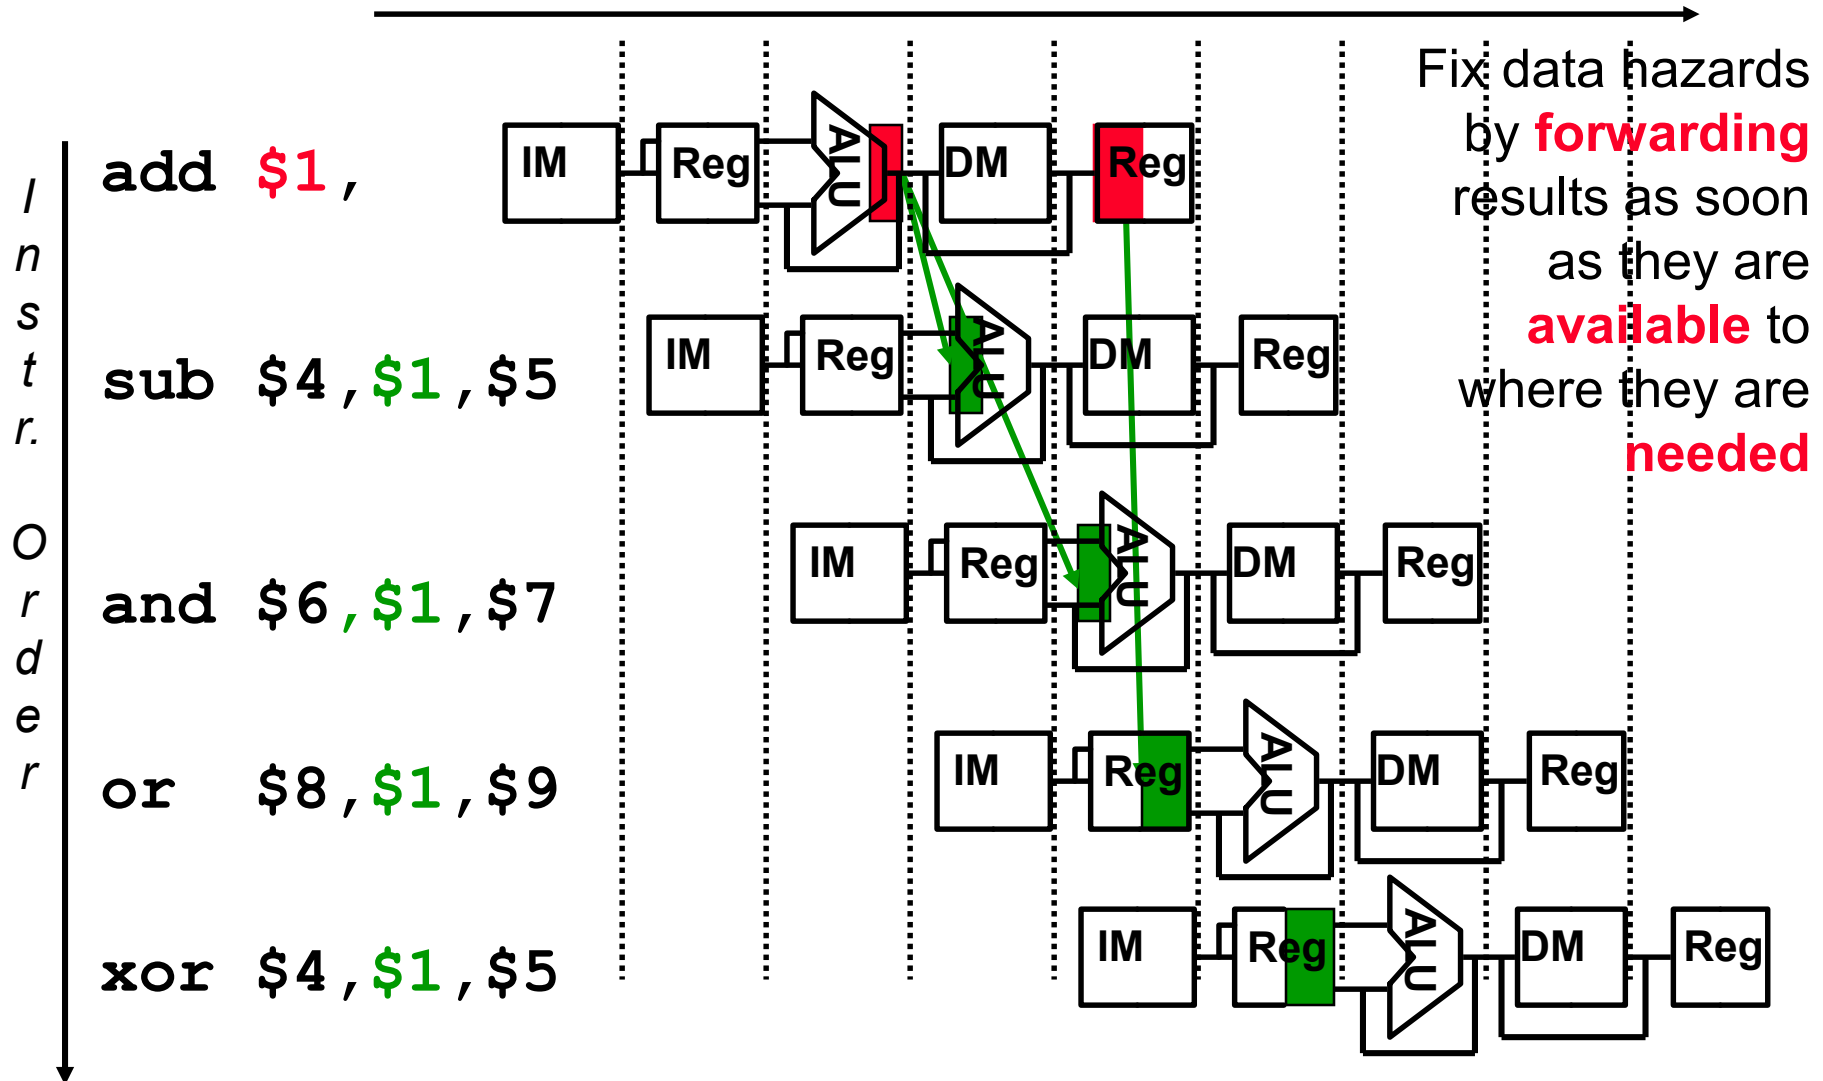 Fix data hazards
by forwarding
results as soon
as they are
available to
where they are
needed
Instr. Order
add $1,
IM Reg ALU DM Reg
sub $4,$1,$5
IM Reg ALU DM Reg
and $6,$1,$7
IM Reg ALU DM Reg
or $8,$1,$9
IM Reg ALU DM Reg
xor $4,$1,$5
IM Reg ALU DM Reg